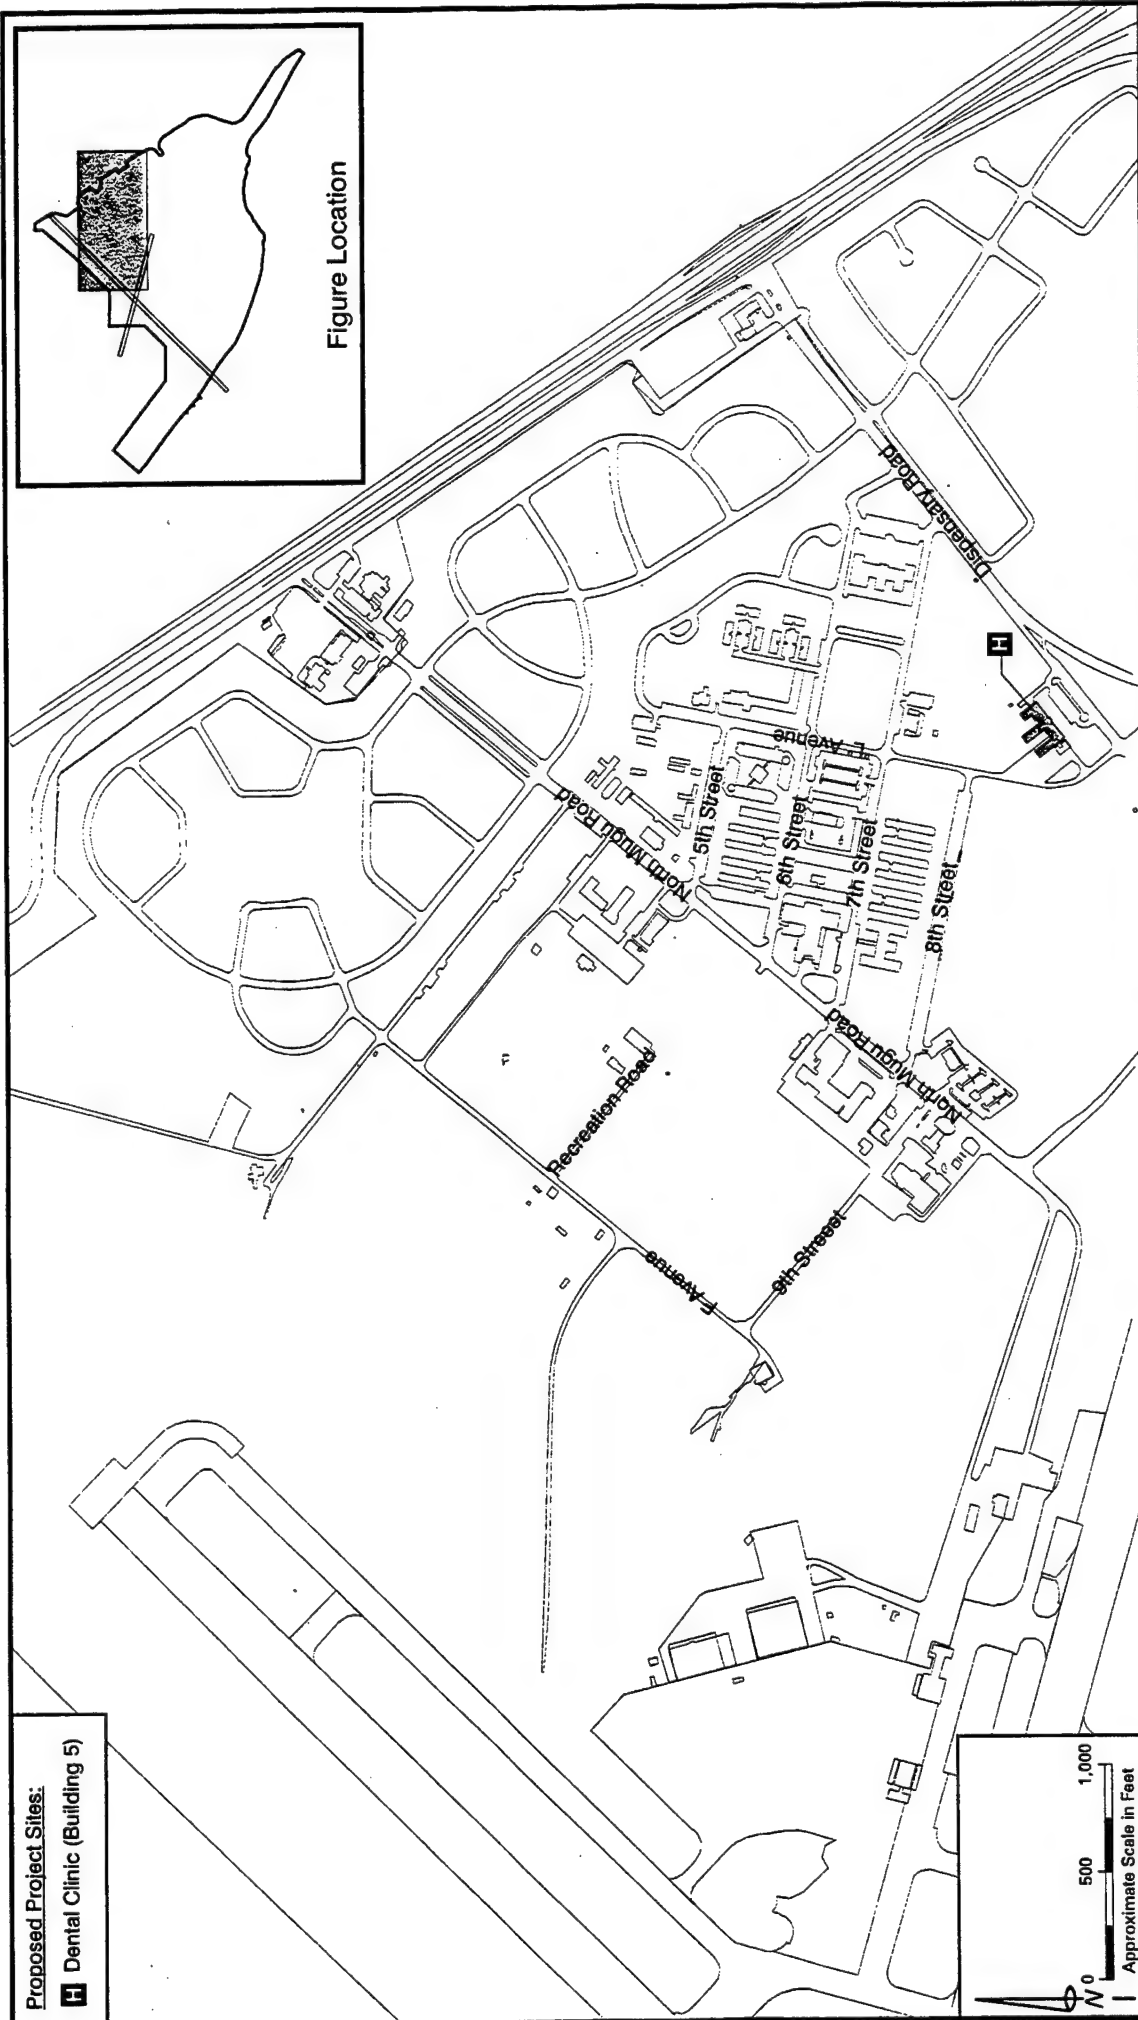 Proposed Project Sites:
H Dental Clinic (Building 5)
Figure Location
North Mugu Road
5th Street
6th Street
7th Street
8th Street
"E" Avenue
Dispensary Road
H
Recreation Road
F Avenue
9th Streeet
North Mugu Road
N
0 500 1,000
Approximate Scale in Feet